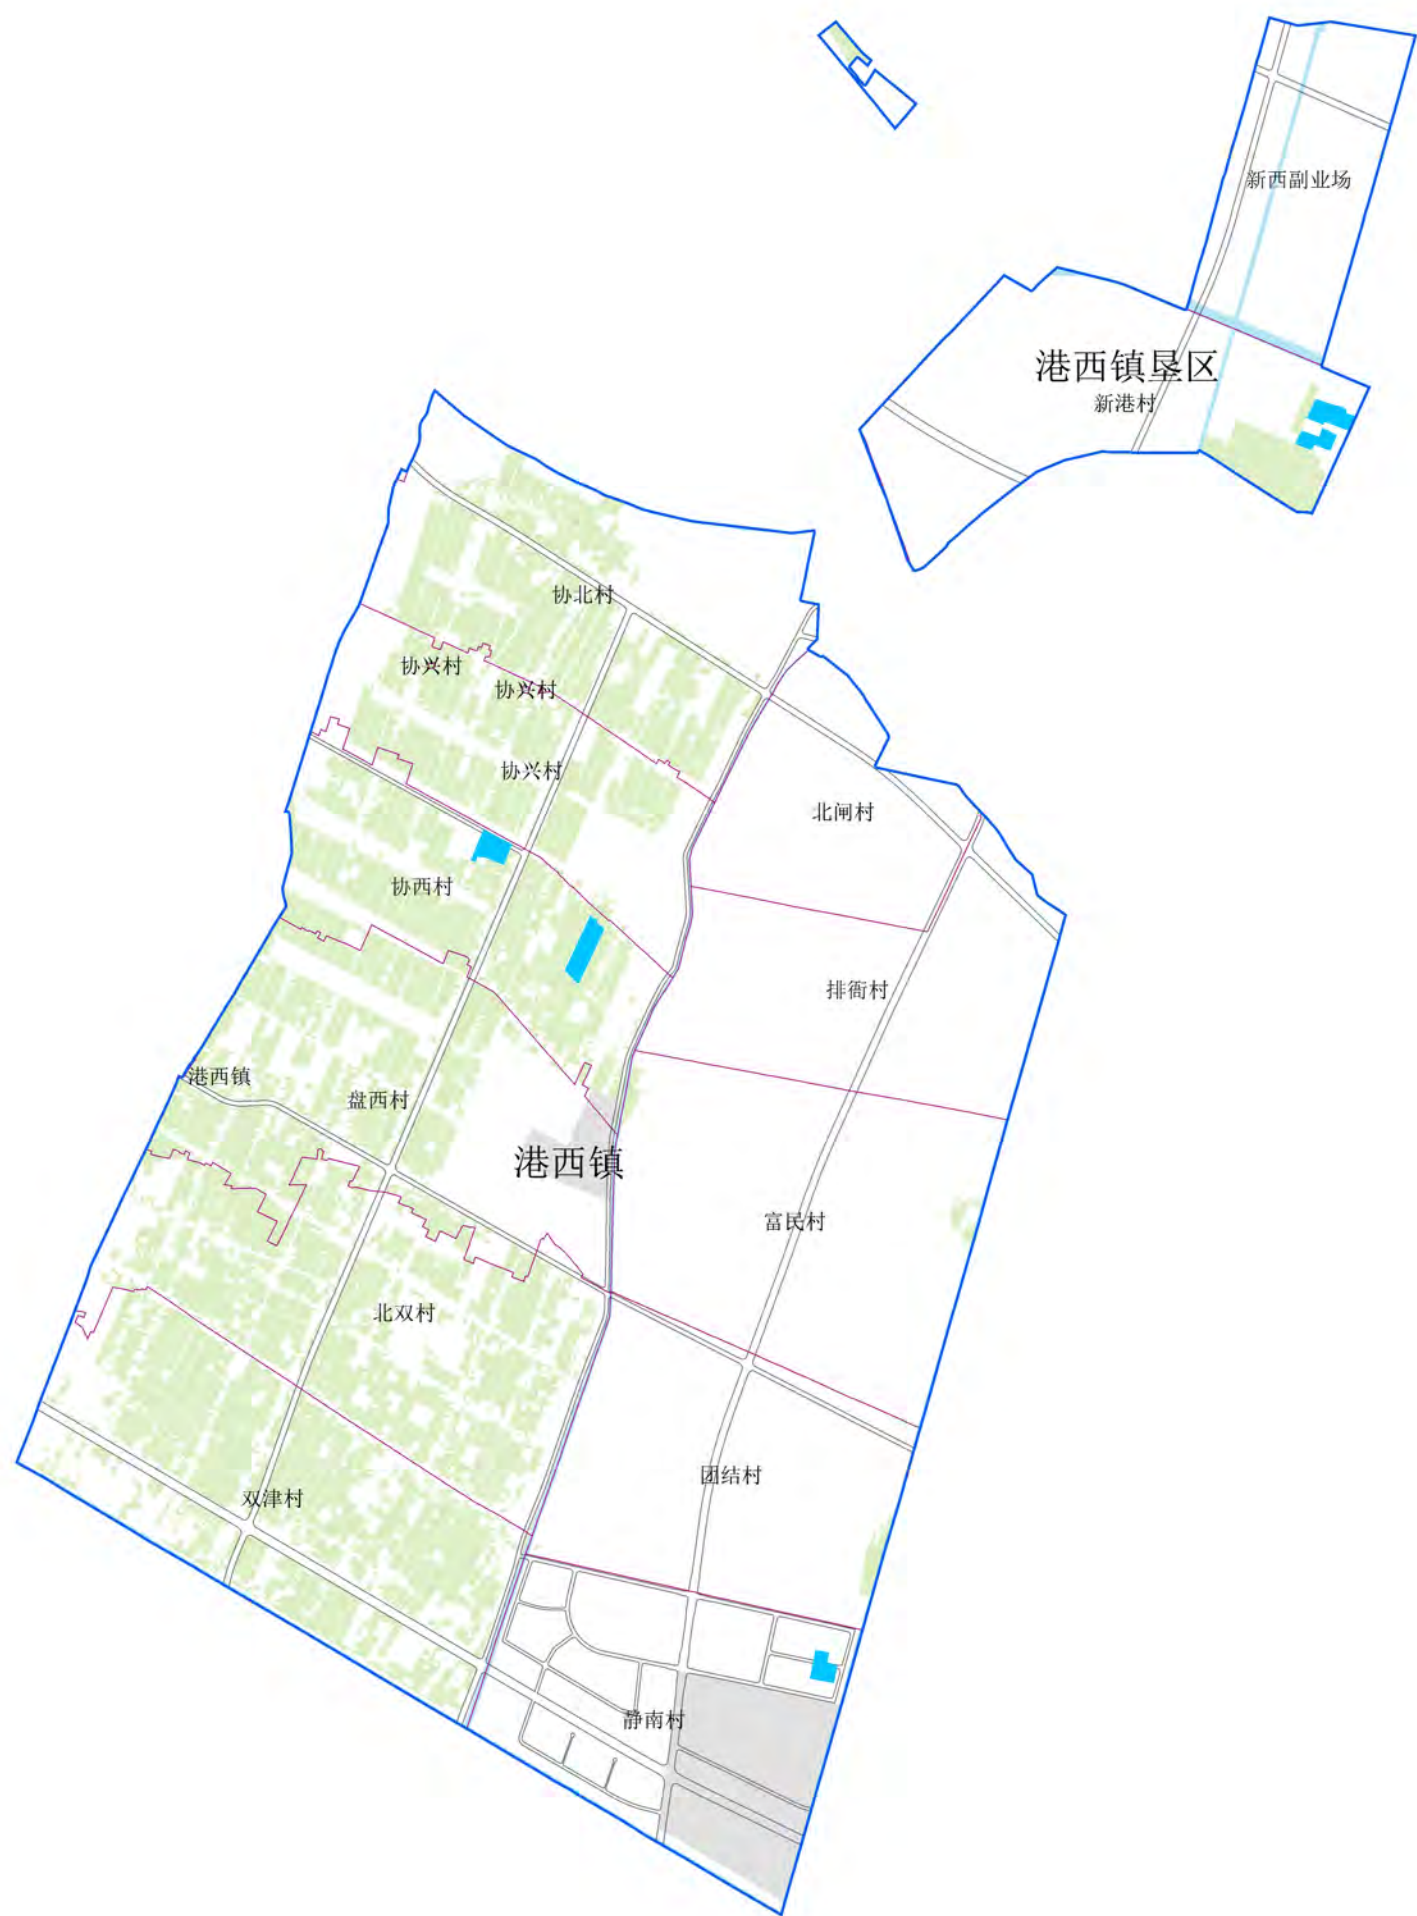 新西副业场
港西镇垦区
新港村
协北村
协兴村
协兴村
协兴村
北闸村
协西村
排衙村
港西镇
盘西村
港西镇
富民村
北双村
团结村
双津村
静南村